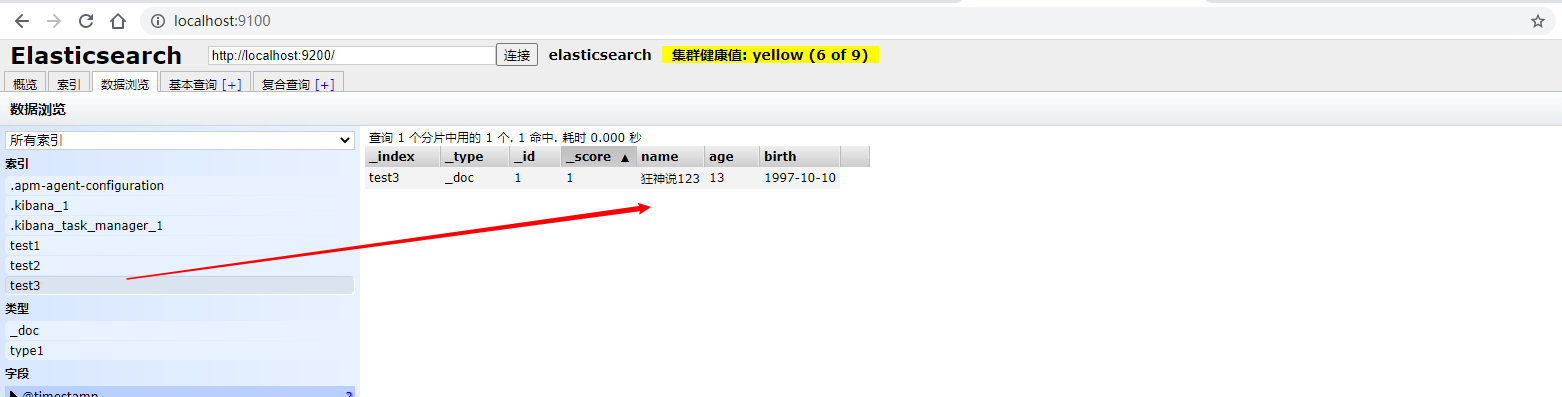 localhost:9100
Elasticsearch http://localhost:9200/ 连接 elasticsearch 集群健康值: yellow (6 of 9)
概览 索引 数据浏览 基本查询 [+] 复合查询 [+]
数据浏览
所有索引
索引
.apm-agent-configuration
.kibana_1
.kibana_task_manager_1
test1
test2
test3
类型
_doc
type1
字段
@timestamp ?
查询 1 个分片中用的 1 个. 1 命中. 耗时 0.000 秒
_index _type _id _score ▲ name age birth
test3 _doc 1 1 狂神说123 13 1997-10-10